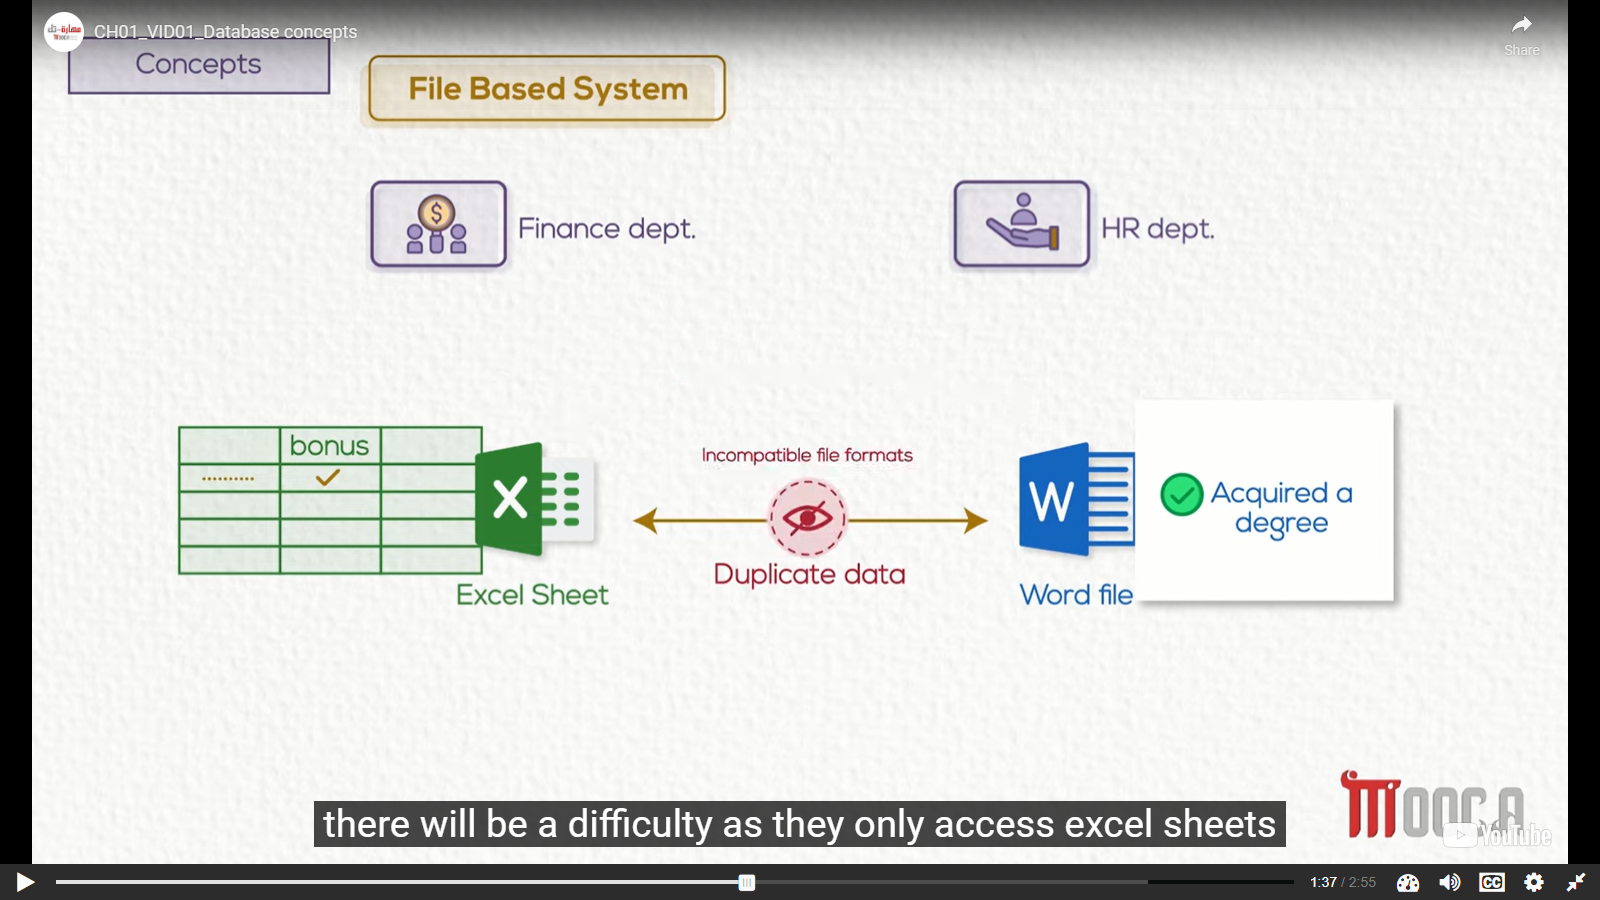 CH01_VID01_Database concepts
Share
Concepts
File Based System
$
Finance dept.
HR dept.
bonus
Incompatible file formats
X
W
Acquired a
degree
Duplicate data
Excel Sheet
Word file
there will be a difficulty as they only access excel sheets
MOOCA
YouTube
1:37 / 2:55
CC